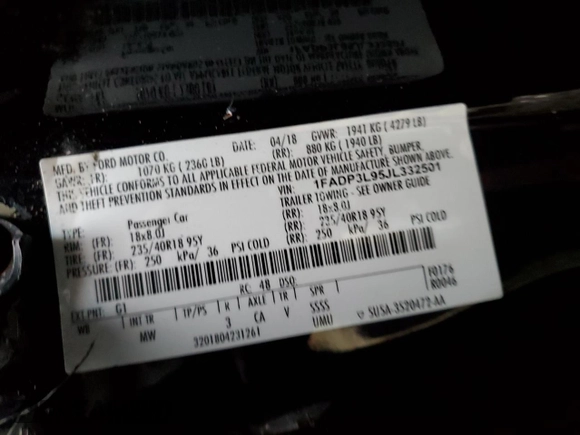 MFD. BY FORD MOTOR CO.
DATE: 04/18 GVWR: 1941 KG ( 4279 LB)
GAWR: (FR): 1070 KG ( 2360 LB) (RR): 880 KG ( 1940 LB)
THIS VEHICLE CONFORMS TO ALL APPLICABLE FEDERAL MOTOR VEHICLE SAFETY, BUMPER,
AND THEFT PREVENTION STANDARDS IN EFFECT ON THE DATE OF MANUFACTURE SHOWN ABOVE.
VIN: 1FADP3L95JL332501
TYPE: Passenger Car TRAILER TOWING - SEE OWNER GUIDE
RIM: (FR): 18x8.0J (RR): 18x8.0J
TIRE: (FR): 235/40R18 95Y (RR): 235/40R18 95Y
PRESSURE: (FR): 250 kPa/ 36 PSI COLD (RR): 250 kPa/ 36 PSI COLD
EXT PNT: G1 RC: 48 DSO: F0176
R0046
WB INT TR TP/PS R AXLE TR SPR
MW 3 CA V SSSS
UMU SU5A-3520472-AA
3201804231261